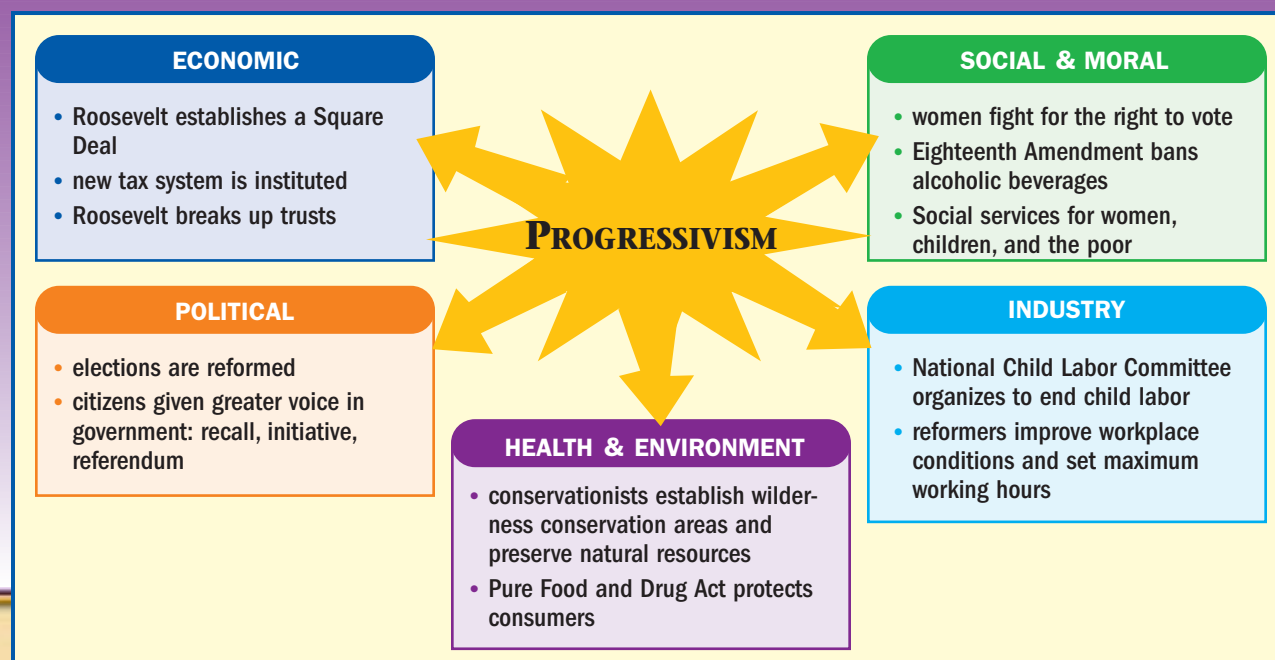 ECONOMIC
• Roosevelt establishes a Square
Deal
• new tax system is instituted
• Roosevelt breaks up trusts
SOCIAL & MORAL
• women fight for the right to vote
• Eighteenth Amendment bans
alcoholic beverages
• Social services for women,
children, and the poor
PROGRESSIVISM
POLITICAL
• elections are reformed
• citizens given greater voice in
government: recall, initiative,
referendum
INDUSTRY
• National Child Labor Committee
organizes to end child labor
• reformers improve workplace
conditions and set maximum
working hours
HEALTH & ENVIRONMENT
• conservationists establish wilder-
ness conservation areas and
preserve natural resources
• Pure Food and Drug Act protects
consumers